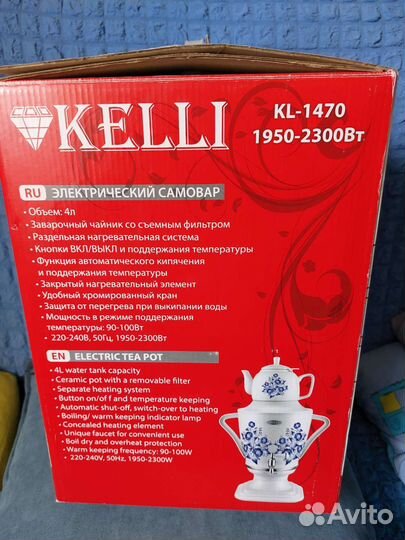 KELLI
KL-1470
1950-2300Вт
RU ЭЛЕКТРИЧЕСКИЙ САМОВАР
• Объем: 4л
• Заварочный чайник со съемным фильтром
• Раздельная нагревательная система
• Кнопки ВКЛ/ВЫКЛ и поддержания температуры
• Функция автоматического кипячения
и поддержания температуры
• Закрытый нагревательный элемент
• Удобный хромированный кран
• Защита от перегрева при выкипании воды
• Мощность в режиме поддержания
температуры: 90-100Вт
• 220-240В, 50Гц, 1950-2300Вт
EN ELECTRIC TEA POT
• 4L water tank capacity
• Ceramic pot with a removable filter
• Separate heating system
• Button on/of f and temperature keeping
• Automatic shut-off, switch-over to heating
• Boiling/ warm keeping indicator lamp
• Concealed heating element
• Unique faucet for convenient use
• Boil dry and overheat protection
• Warm keeping frequency: 90-100W
• 220-240V, 50Hz, 1950-2300W
Avito